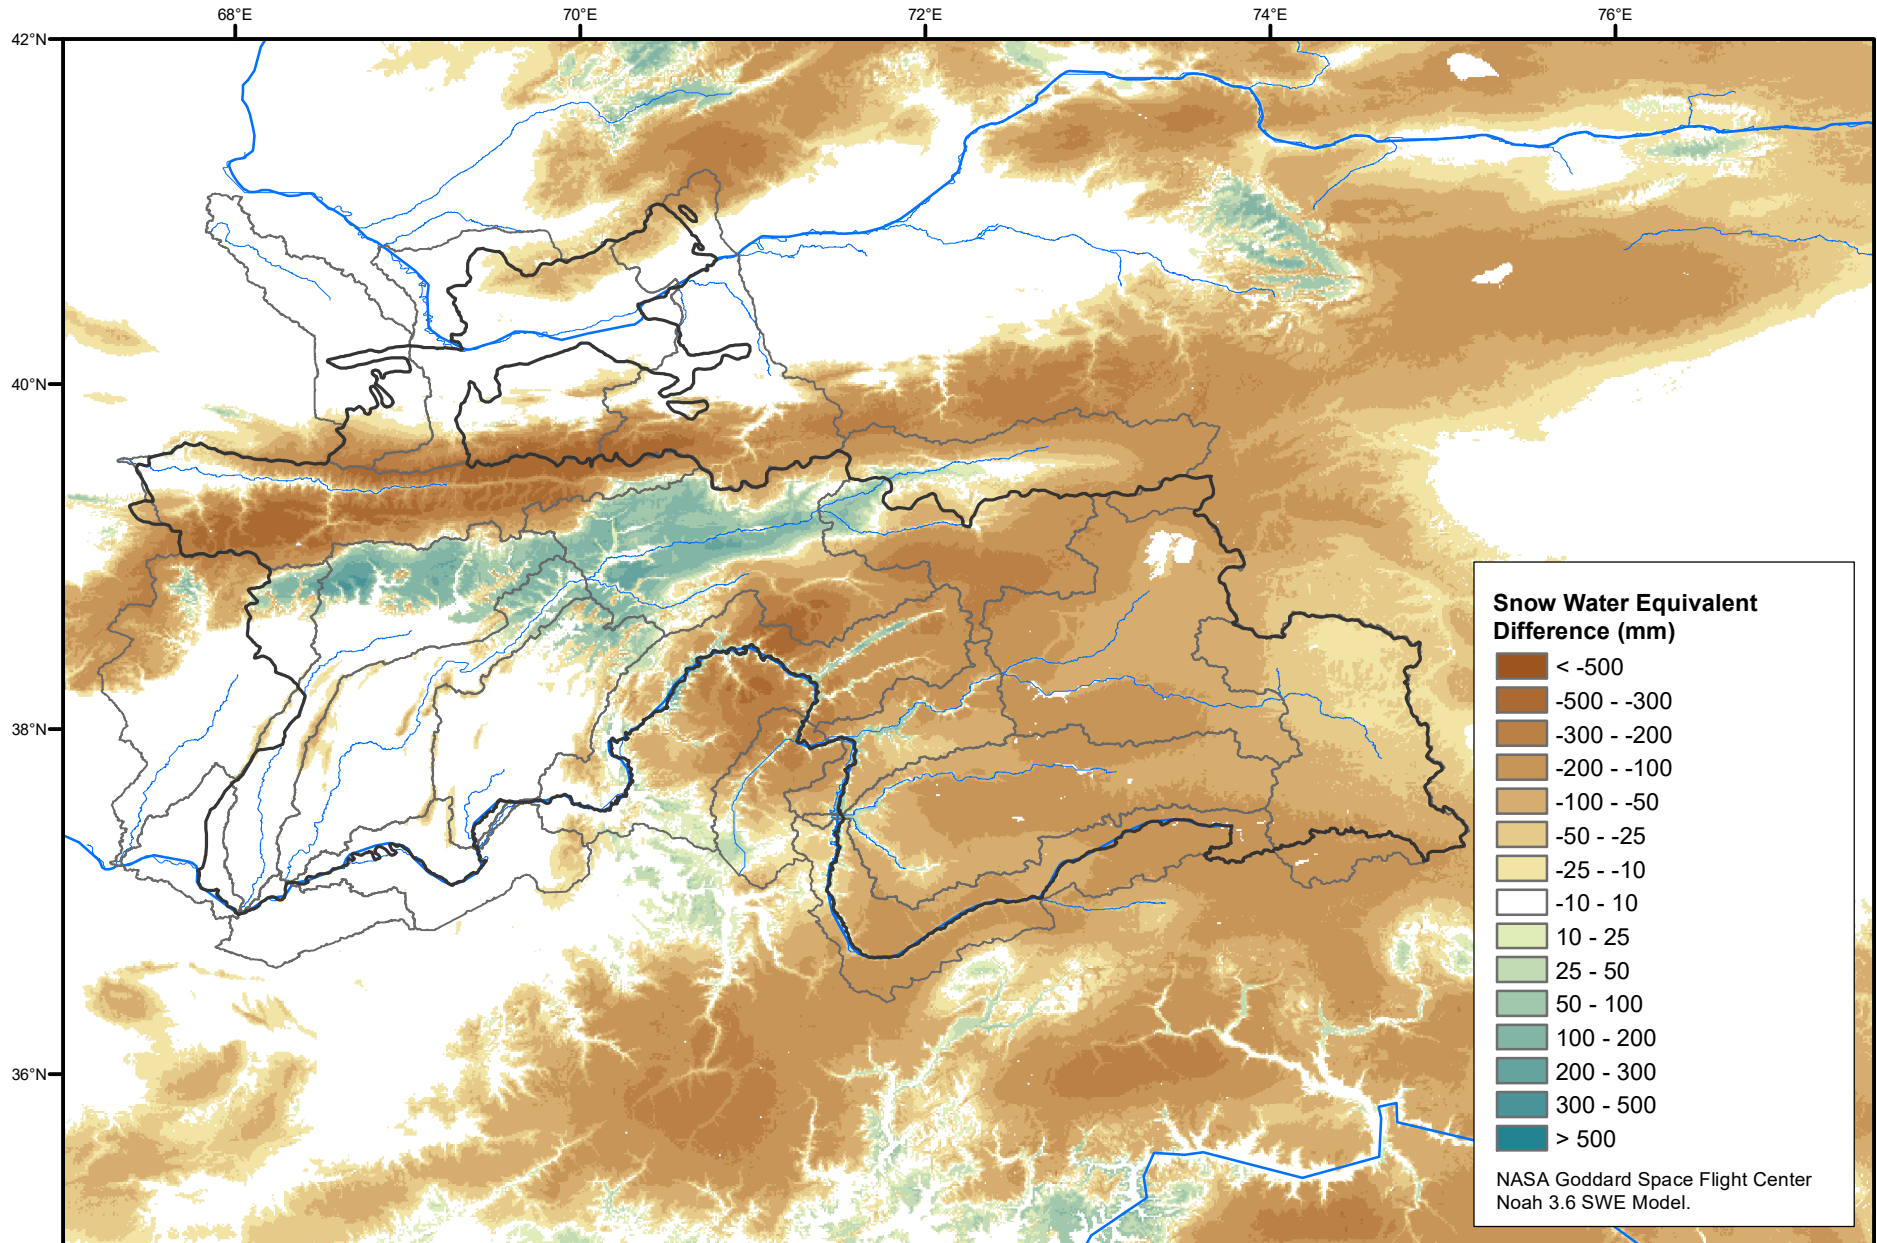 68°E 70°E 72°E 74°E 76°E
42°N
40°N
38°N
36°N
Snow Water Equivalent
Difference (mm)
< -500
-500 - -300
-300 - -200
-200 - -100
-100 - -50
-50 - -25
-25 - -10
-10 - 10
10 - 25
25 - 50
50 - 100
100 - 200
200 - 300
300 - 500
> 500
NASA Goddard Space Flight Center
Noah 3.6 SWE Model.